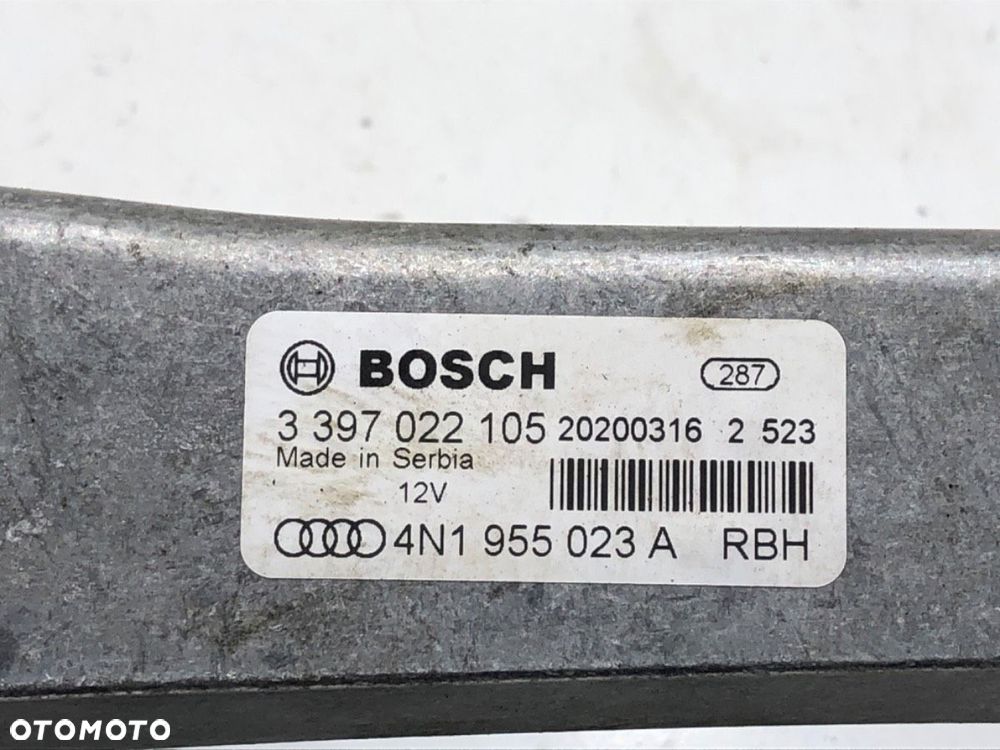 BOSCH 287
3 397 022 105 20200316 2 523
Made in Serbia
12V
4N1 955 023 A RBH
OTOMOTO